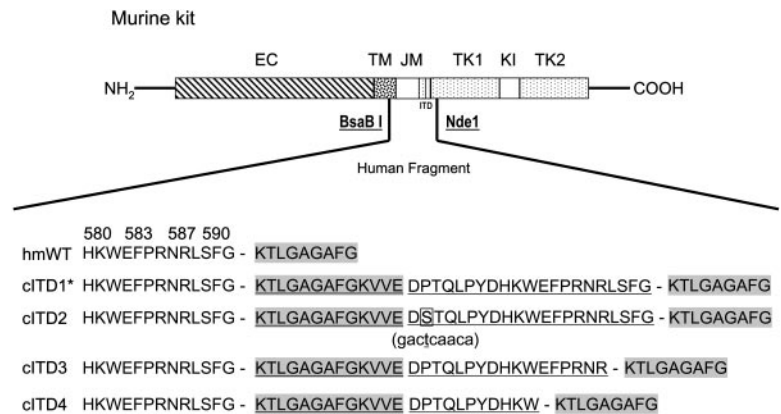 Murine kit
EC TM JM TK1 KI TK2
NH2 COOH
ITD
BsaB I Nde1
Human Fragment
580 583 587 590
hmWT HKWEFPRNRLSFG - KTLGAGAFG
cITD1* HKWEFPRNRLSFG - KTLGAGAFGKVVE DPTQLPYDHKWEFPRNRLSFG - KTLGAGAFG
cITD2 HKWEFPRNRLSFG - KTLGAGAFGKVVE DSTQLPYDHKWEFPRNRLSFG - KTLGAGAFG
(gactcaaca)
cITD3 HKWEFPRNRLSFG - KTLGAGAFGKVVE DPTQLPYDHKWEFPRNR - KTLGAGAFG
cITD4 HKWEFPRNRLSFG - KTLGAGAFGKVVE DPTQLPYDHKW - KTLGAGAFG